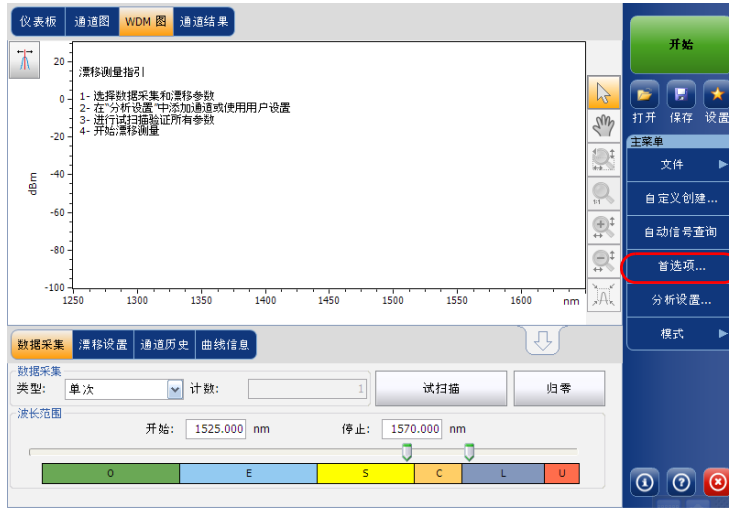 仪表板 通道图 WDM 图 通道结果
漂移测量指引
1- 选择数据采集和漂移参数
2- 在"分析设置"中添加通道或使用用户设置
3- 进行试扫描验证所有参数
4- 开始漂移测量
dBm
20
0
-20
-40
-60
-80
-100
1250 1300 1350 1400 1450 1500 1550 1600 nm
1:1
数据采集 漂移设置 通道历史 曲线信息
数据采集
类型: 单次 计数: 1 试扫描 归零
波长范围
开始: 1525.000 nm 停止: 1570.000 nm
O E S C L U
开始
打开 保存 设置
主菜单
文件
自定义创建...
自动信号查询
首选项...
分析设置...
模式